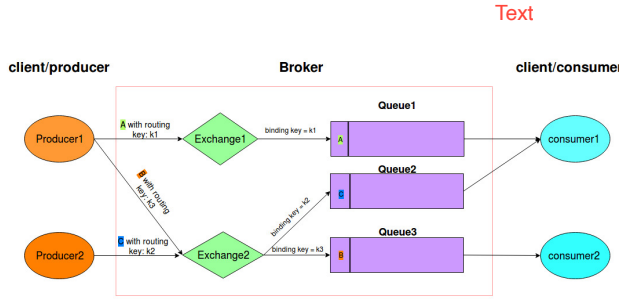 Text
client/producer
Broker
client/consumer
Queue1
A with routing
key: k1
Producer1
Exchange1
binding key = k1
A
consumer1
Queue2
B with routing
key: k3
binding key = k2
C
Queue3
C with routing
key: k2
Producer2
Exchange2
binding key = k3
B
consumer2